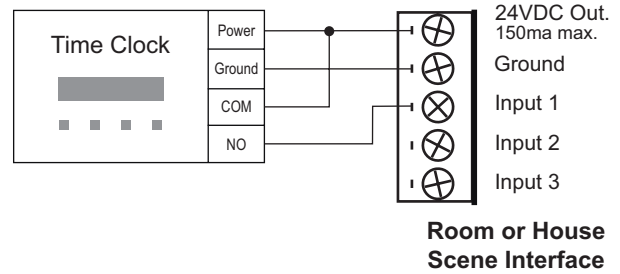 Time Clock
Power
Ground
COM
NO
24VDC Out.
150ma max.
Ground
Input 1
Input 2
Input 3
Room or House
Scene Interface